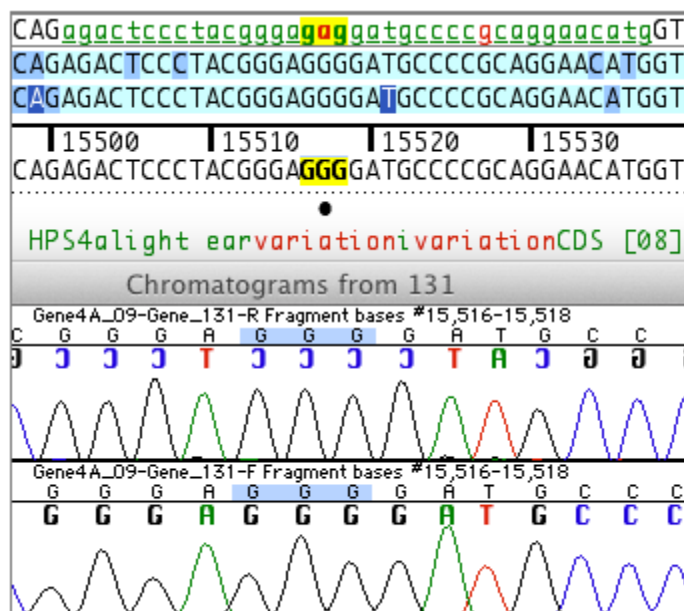 CAGagactccctacgggagaggatgccccgcaggaacatgGT
CAGAGACTCCCTACGGGAGGGGATGCCCCGCAGGAACATGGT
CAGAGACTCCCTACGGGAGGGGATGCCCCGCAGGAACATGGT
15500 15510 15520 15530
CAGAGACTCCCTACGGGAGGGGATGCCCCGCAGGAACATGGT
HPS4alight earvariationivariationCDS [08]
Chromatograms from 131
Gene4A_09-Gene_131-R Fragment bases #15,516-15,518
C G G G A G G G G A T G C C
G C C C T C C C C T A C G G
Gene4A_09-Gene_131-F Fragment bases #15,516-15,518
G G G A G G G G A T G C C C
G G G A G G G G A T G C C C